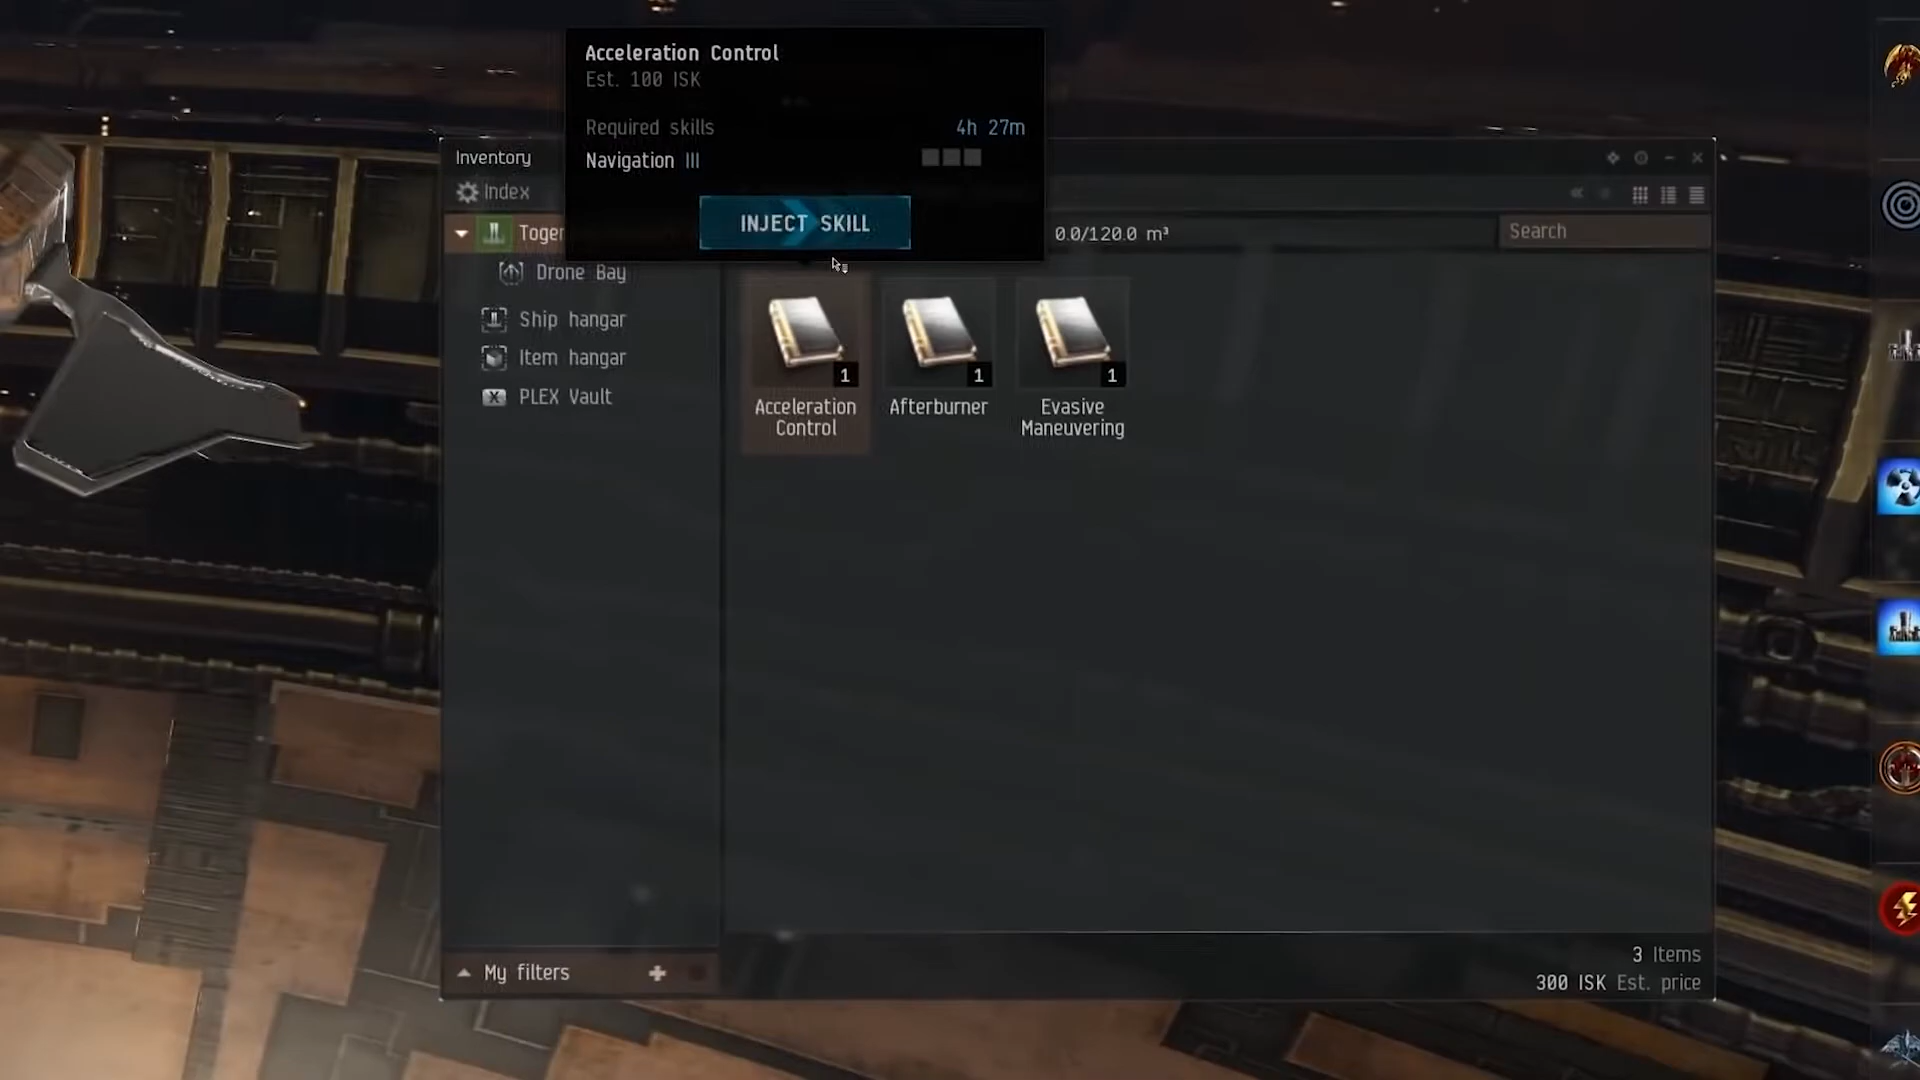 Acceleration Control
Est. 100 ISK
Required skills 4h 27m
Navigation III
INJECT SKILL
Inventory
Index
Toger
0.0/120.0 m³
Search
Drone Bay
Ship hangar
Item hangar
PLEX Vault
1
1
1
Acceleration Control
Afterburner
Evasive Maneuvering
My filters
3 Items
300 ISK Est. price